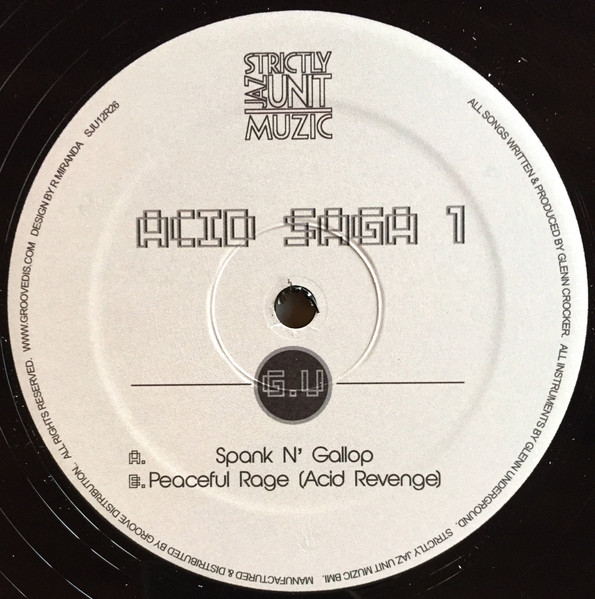 STRICTLY
JAZ UNIT
MUZIC
ACID SAGA 1
G.U
A. Spank N' Gallop
B. Peaceful Rage (Acid Revenge)
ALL SONGS WRITTEN & PRODUCED BY GLENN CROCKER. ALL INSTRUMENTS BY GLENN UNDERGROUND. STRICTLY JAZ UNIT MUZIC BMI. MANUFACTURED & DISTRIBUTED BY GROOVE DISTRIBUTION. ALL RIGHTS RESERVED. WWW.GROOVEDIS.COM DESIGN BY R MIRANDA SJU12R26